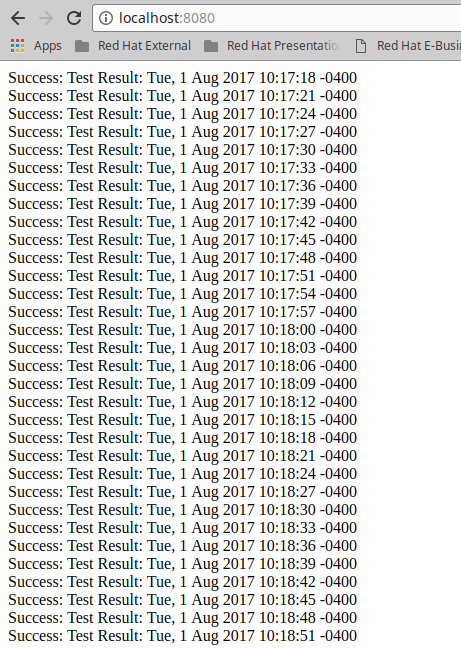 localhost:8080
Apps Red Hat External Red Hat Presentatio Red Hat E-Busi
Success: Test Result: Tue, 1 Aug 2017 10:17:18 -0400
Success: Test Result: Tue, 1 Aug 2017 10:17:21 -0400
Success: Test Result: Tue, 1 Aug 2017 10:17:24 -0400
Success: Test Result: Tue, 1 Aug 2017 10:17:27 -0400
Success: Test Result: Tue, 1 Aug 2017 10:17:30 -0400
Success: Test Result: Tue, 1 Aug 2017 10:17:33 -0400
Success: Test Result: Tue, 1 Aug 2017 10:17:36 -0400
Success: Test Result: Tue, 1 Aug 2017 10:17:39 -0400
Success: Test Result: Tue, 1 Aug 2017 10:17:42 -0400
Success: Test Result: Tue, 1 Aug 2017 10:17:45 -0400
Success: Test Result: Tue, 1 Aug 2017 10:17:48 -0400
Success: Test Result: Tue, 1 Aug 2017 10:17:51 -0400
Success: Test Result: Tue, 1 Aug 2017 10:17:54 -0400
Success: Test Result: Tue, 1 Aug 2017 10:17:57 -0400
Success: Test Result: Tue, 1 Aug 2017 10:18:00 -0400
Success: Test Result: Tue, 1 Aug 2017 10:18:03 -0400
Success: Test Result: Tue, 1 Aug 2017 10:18:06 -0400
Success: Test Result: Tue, 1 Aug 2017 10:18:09 -0400
Success: Test Result: Tue, 1 Aug 2017 10:18:12 -0400
Success: Test Result: Tue, 1 Aug 2017 10:18:15 -0400
Success: Test Result: Tue, 1 Aug 2017 10:18:18 -0400
Success: Test Result: Tue, 1 Aug 2017 10:18:21 -0400
Success: Test Result: Tue, 1 Aug 2017 10:18:24 -0400
Success: Test Result: Tue, 1 Aug 2017 10:18:27 -0400
Success: Test Result: Tue, 1 Aug 2017 10:18:30 -0400
Success: Test Result: Tue, 1 Aug 2017 10:18:33 -0400
Success: Test Result: Tue, 1 Aug 2017 10:18:36 -0400
Success: Test Result: Tue, 1 Aug 2017 10:18:39 -0400
Success: Test Result: Tue, 1 Aug 2017 10:18:42 -0400
Success: Test Result: Tue, 1 Aug 2017 10:18:45 -0400
Success: Test Result: Tue, 1 Aug 2017 10:18:48 -0400
Success: Test Result: Tue, 1 Aug 2017 10:18:51 -0400